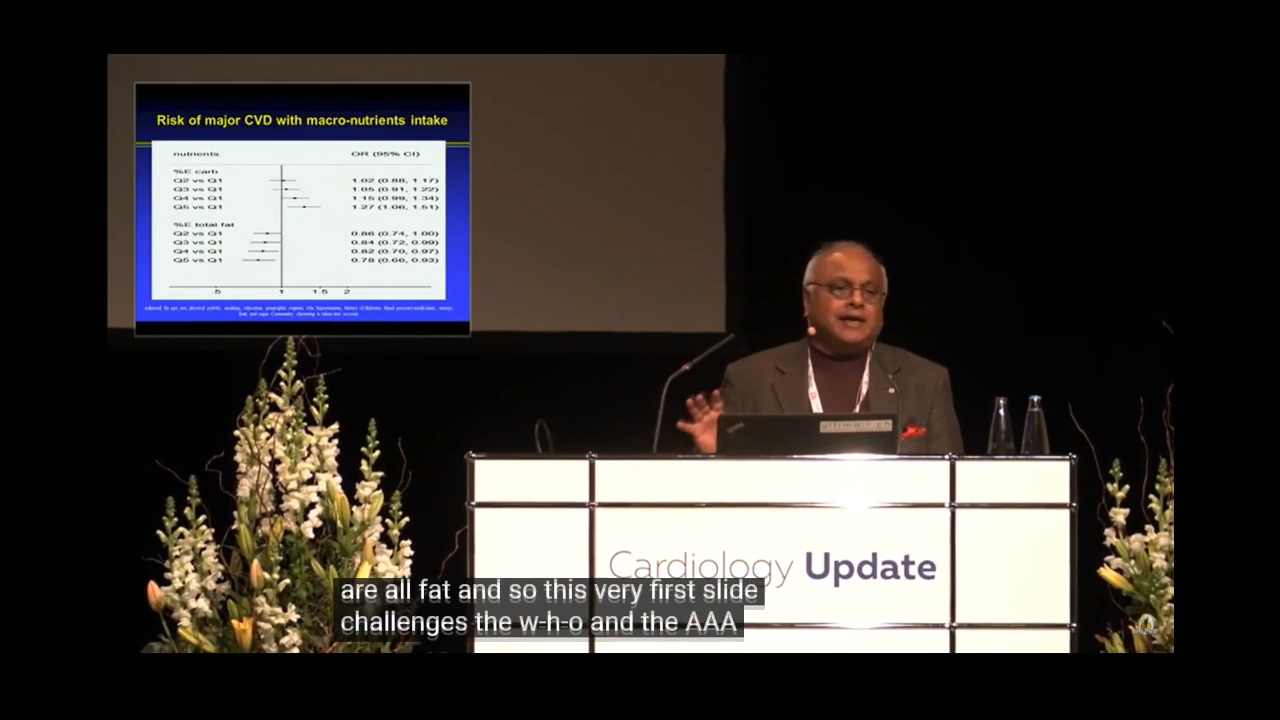 Risk of major CVD with macro-nutrients intake
nutrients OR (95% CI)
%E carb
Q2 vs Q1 1.02 (0.88, 1.17)
Q3 vs Q1 1.05 (0.91, 1.22)
Q4 vs Q1 1.15 (0.99, 1.34)
Q5 vs Q1 1.27 (1.06, 1.51)
%E total fat
Q2 vs Q1 0.86 (0.74, 1.00)
Q3 vs Q1 0.84 (0.72, 0.99)
Q4 vs Q1 0.82 (0.70, 0.97)
Q5 vs Q1 0.78 (0.66, 0.93)
.5 1 1.5 2
Cardiology Update
are all fat and so this very first slide
challenges the w-h-o and the AAA